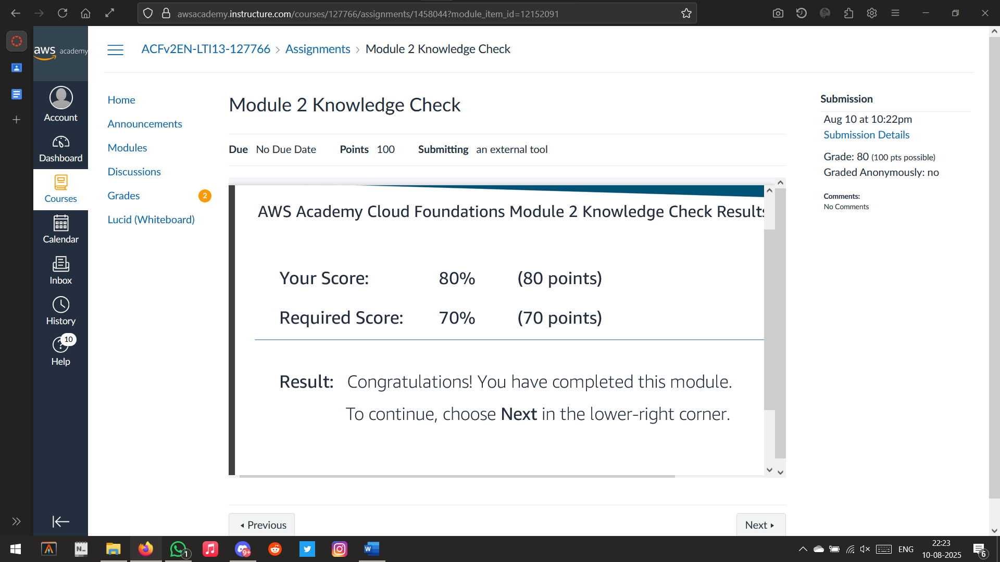 awsacademy.instructure.com/courses/127766/assignments/1458044?module_item_id=12152091
aws academy
ACFv2EN-LTI13-127766 > Assignments > Module 2 Knowledge Check
Account
Dashboard
Courses
Calendar
Inbox
History
10
Help
Home
Announcements
Modules
Discussions
Grades 2
Lucid (Whiteboard)
Module 2 Knowledge Check
Due No Due Date Points 100 Submitting an external tool
AWS Academy Cloud Foundations Module 2 Knowledge Check Results
Your Score: 80% (80 points)
Required Score: 70% (70 points)
Result: Congratulations! You have completed this module.
To continue, choose Next in the lower-right corner.
Previous
Next
Submission
Aug 10 at 10:22pm
Submission Details
Grade: 80 (100 pts possible)
Graded Anonymously: no
Comments:
No Comments
N_
1
9+
W
ENG
22:23
10-08-2025
6